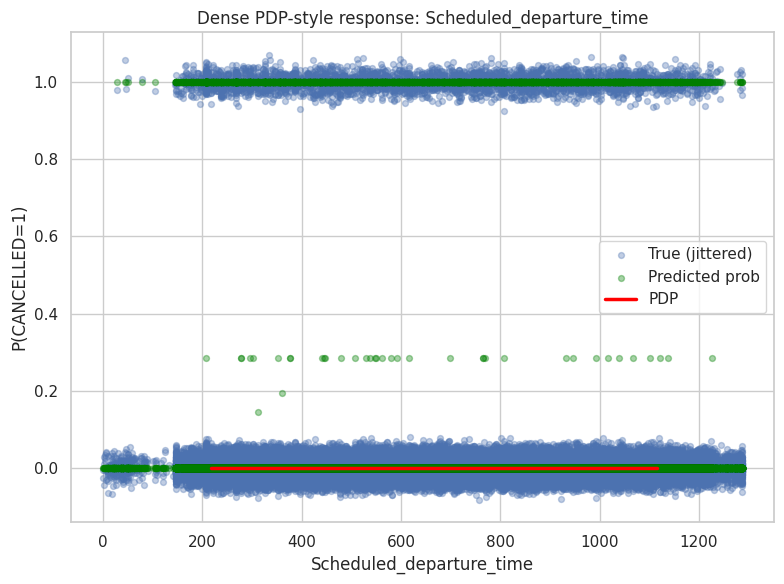 Dense PDP-style response: Scheduled_departure_time
P(CANCELLED=1)
1.0
0.8
0.6
0.4
0.2
0.0
True (jittered)
Predicted prob
PDP
0 200 400 600 800 1000 1200
Scheduled_departure_time